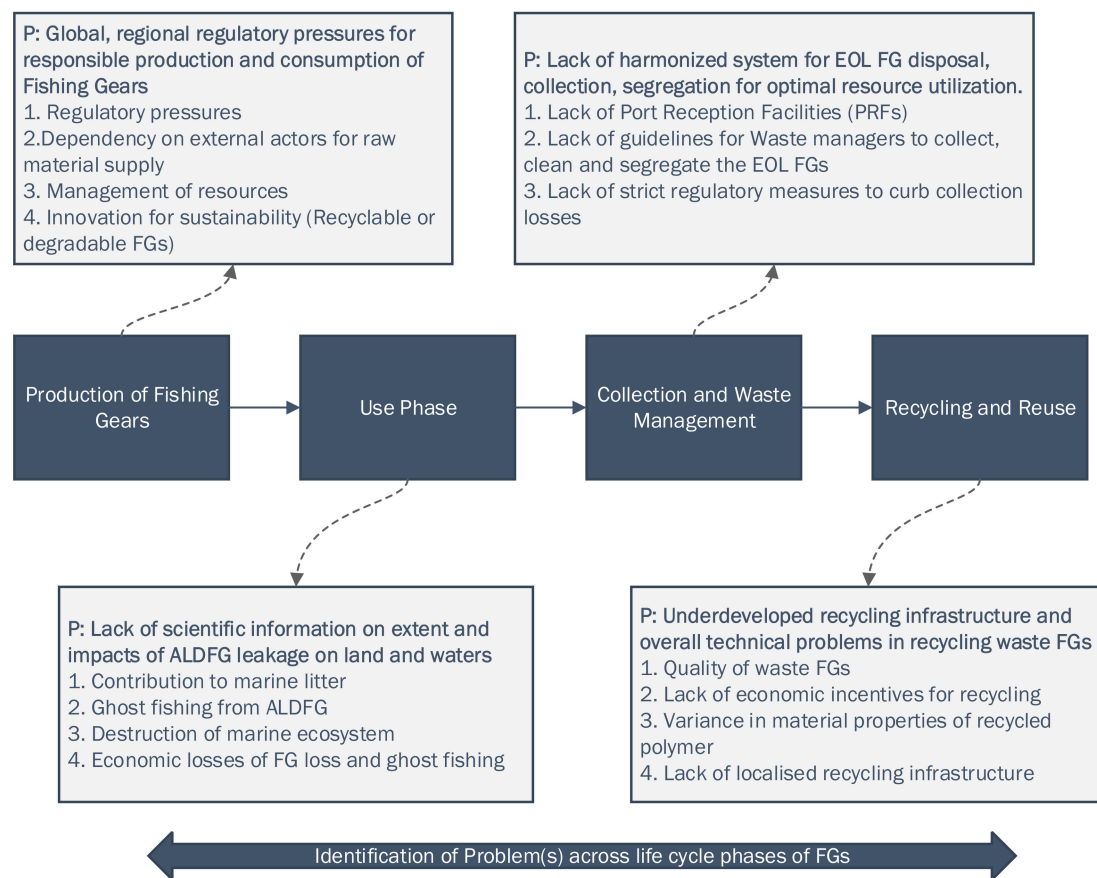 P: Global, regional regulatory pressures for
responsible production and consumption of
Fishing Gears
1. Regulatory pressures
2.Dependency on external actors for raw
material supply
3. Management of resources
4. Innovation for sustainability (Recyclable or
degradable FGs)
P: Lack of harmonized system for EOL FG disposal,
collection, segregation for optimal resource utilization.
1. Lack of Port Reception Facilities (PRFs)
2. Lack of guidelines for Waste managers to collect,
clean and segregate the EOL FGs
3. Lack of strict regulatory measures to curb collection
losses
Production of Fishing
Gears
Use Phase
Collection and Waste
Management
Recycling and Reuse
P: Lack of scientific information on extent and
impacts of ALDFG leakage on land and waters
1. Contribution to marine litter
2. Ghost fishing from ALDFG
3. Destruction of marine ecosystem
4. Economic losses of FG loss and ghost fishing
P: Underdeveloped recycling infrastructure and
overall technical problems in recycling waste FGs
1. Quality of waste FGs
2. Lack of economic incentives for recycling
3. Variance in material properties of recycled
polymer
4. Lack of localised recycling infrastructure
Identification of Problem(s) across life cycle phases of FGs